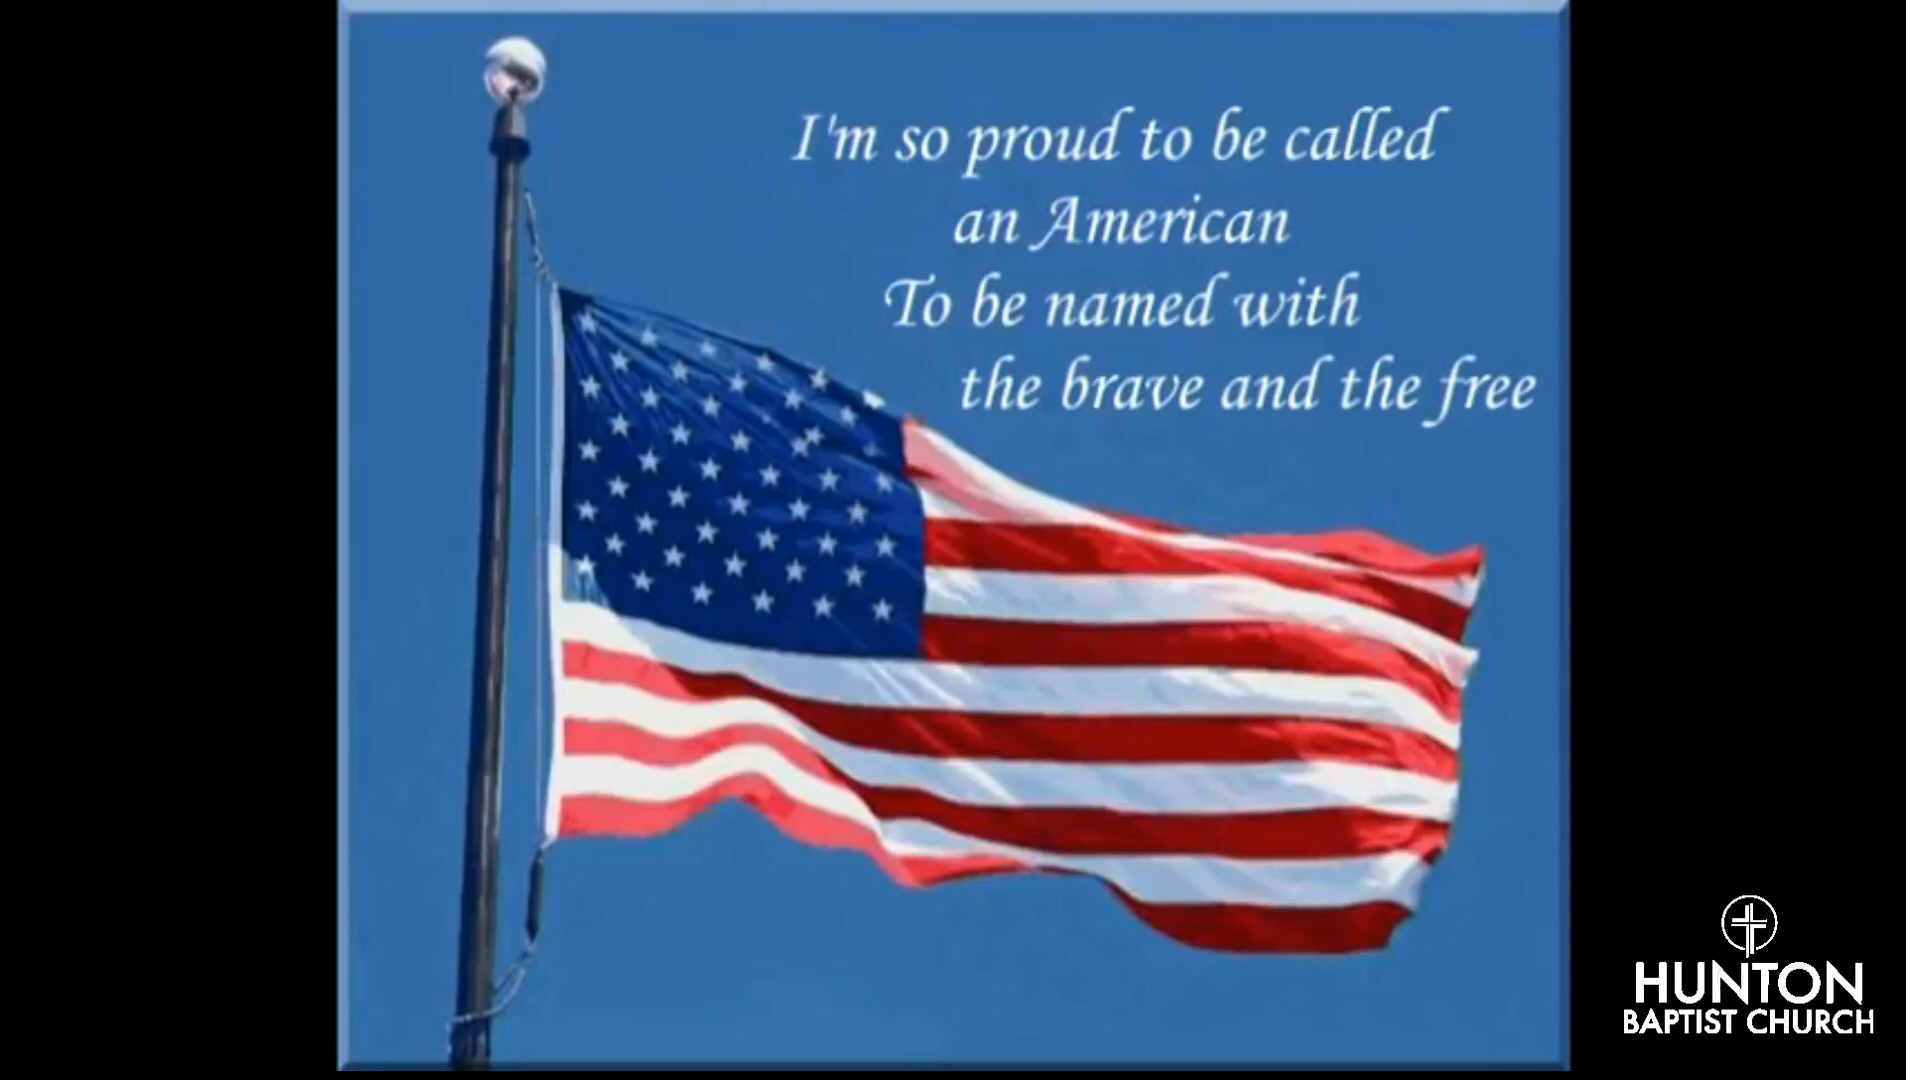 I'm so proud to be called
an American
To be named with
the brave and the free
HUNTON
BAPTIST CHURCH